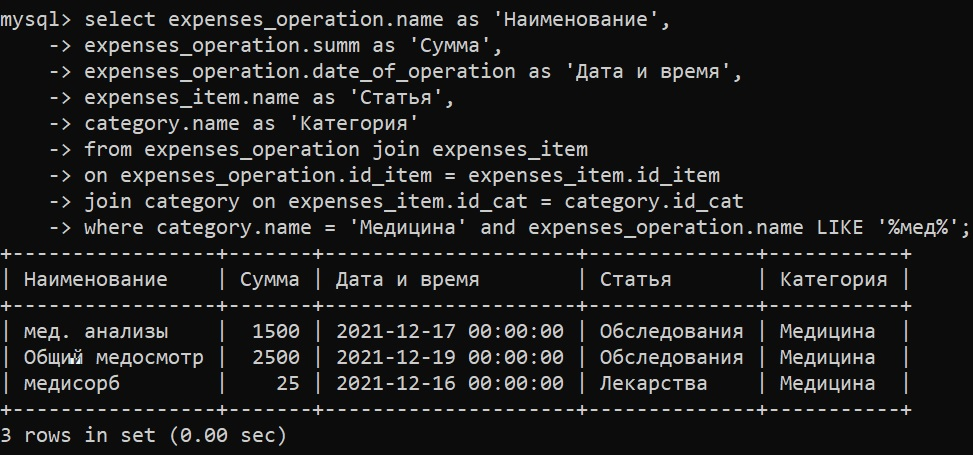 mysql> select expenses_operation.name as 'Наименование',
    -> expenses_operation.summ as 'Сумма',
    -> expenses_operation.date_of_operation as 'Дата и время',
    -> expenses_item.name as 'Статья',
    -> category.name as 'Категория'
    -> from expenses_operation join expenses_item
    -> on expenses_operation.id_item = expenses_item.id_item
    -> join category on expenses_item.id_cat = category.id_cat
    -> where category.name = 'Медицина' and expenses_operation.name LIKE '%мед%';
+-----------------+-------+---------------------+--------------+-----------+
| Наименование    | Сумма | Дата и время        | Статья       | Категория |
+-----------------+-------+---------------------+--------------+-----------+
| мед. анализы    |  1500 | 2021-12-17 00:00:00 | Обследования | Медицина  |
| Общий медосмотр |  2500 | 2021-12-19 00:00:00 | Обследования | Медицина  |
| медисорб        |    25 | 2021-12-16 00:00:00 | Лекарства    | Медицина  |
+-----------------+-------+---------------------+--------------+-----------+
3 rows in set (0.00 sec)